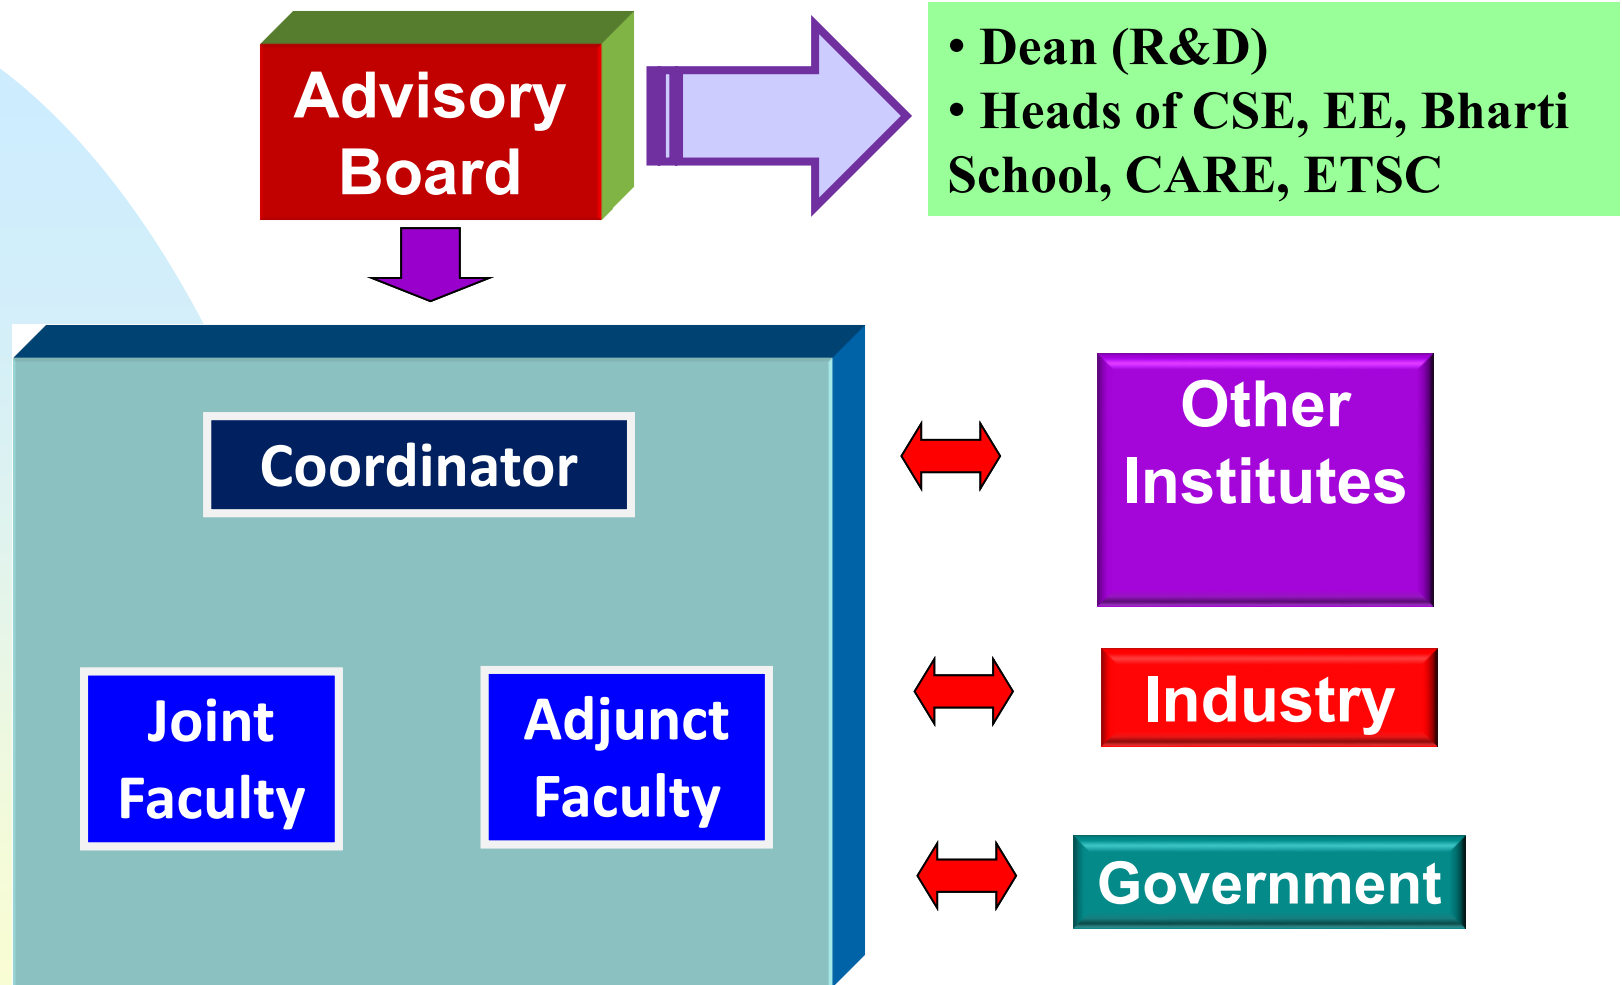 Advisory
Board
• Dean (R&D)
• Heads of CSE, EE, Bharti
School, CARE, ETSC
Coordinator
Joint
Faculty
Adjunct
Faculty
Other
Institutes
Industry
Government